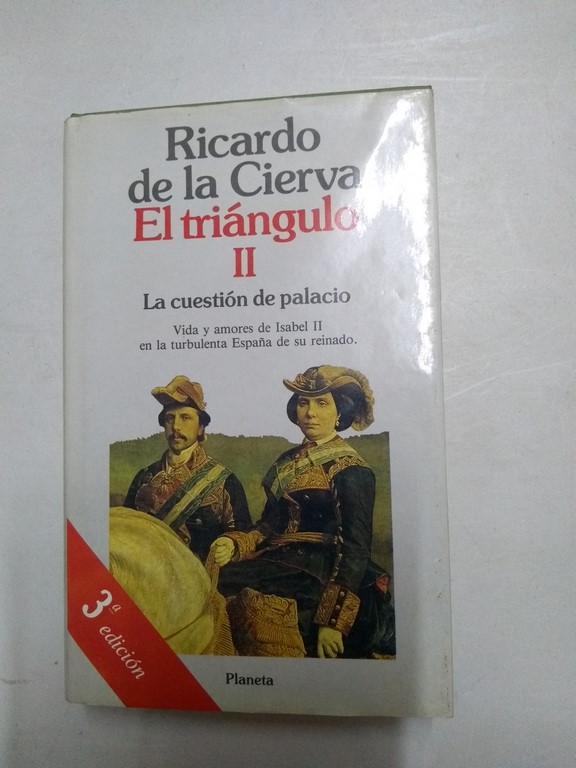 Ricardo
de la Cierva
El triángulo
II
La cuestión de palacio
Vida y amores de Isabel II
en la turbulenta España de su reinado.
3ª
edición
Planeta